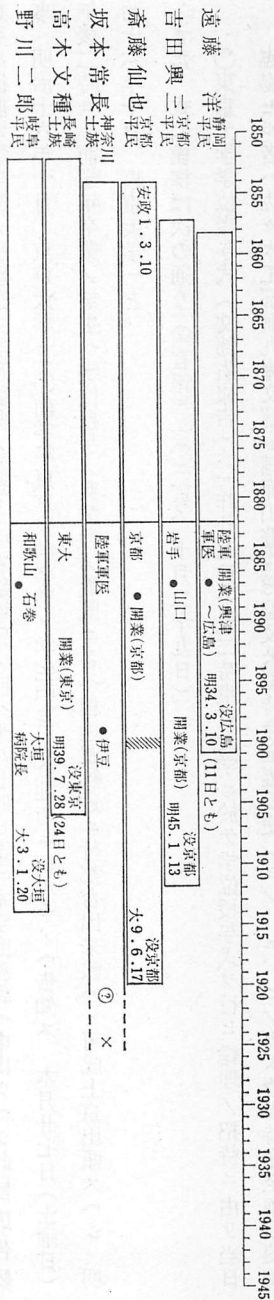 1850 1855 1860 1865 1870 1875 1880 1885 1890 1895 1900 1905 1910 1915 1920 1925 1930 1935 1940 1945
遠藤 洋 静岡平民
陸軍軍医 ● 開業(興津～広島) 没広島 明34.3.10 (11日とも)
吉田興三 京都平民
岩手 ● 山口 開業(京都) 没京都 明45.1.13
斎藤仙也 京都平民
安政1.3.10 京都 ● 開業(京都) 没京都 大9.6.17
坂本常長 神奈川士族
陸軍軍医 ● 伊豆 ? ×
高木文種 長崎士族
東大 開業(東京) 没東京 明39.7.28 (24日とも)
野川二郎 岐阜平民
和歌山 ● 石巻 大垣病院長 没大垣 大3.1.20